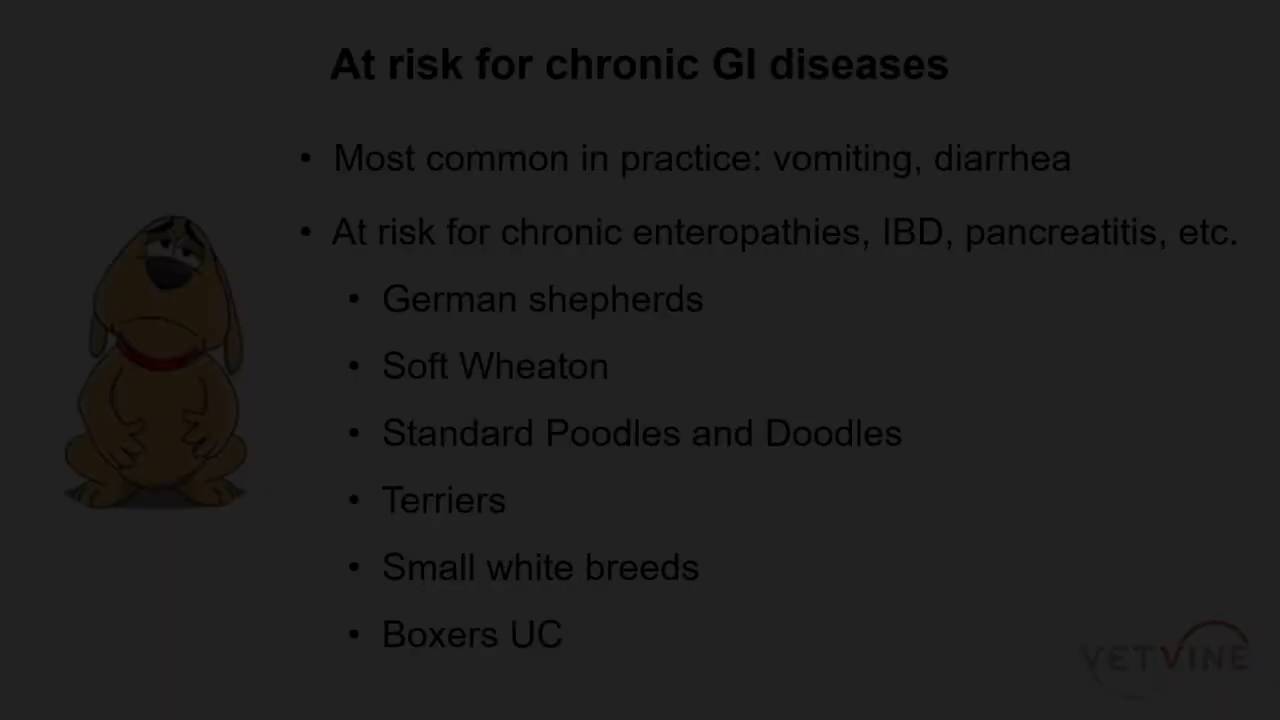 At risk for chronic GI diseases
• Most common in practice: vomiting, diarrhea
• At risk for chronic enteropathies, IBD, pancreatitis, etc.
• German shepherds
• Soft Wheaton
• Standard Poodles and Doodles
• Terriers
• Small white breeds
• Boxers UC
VETVINE